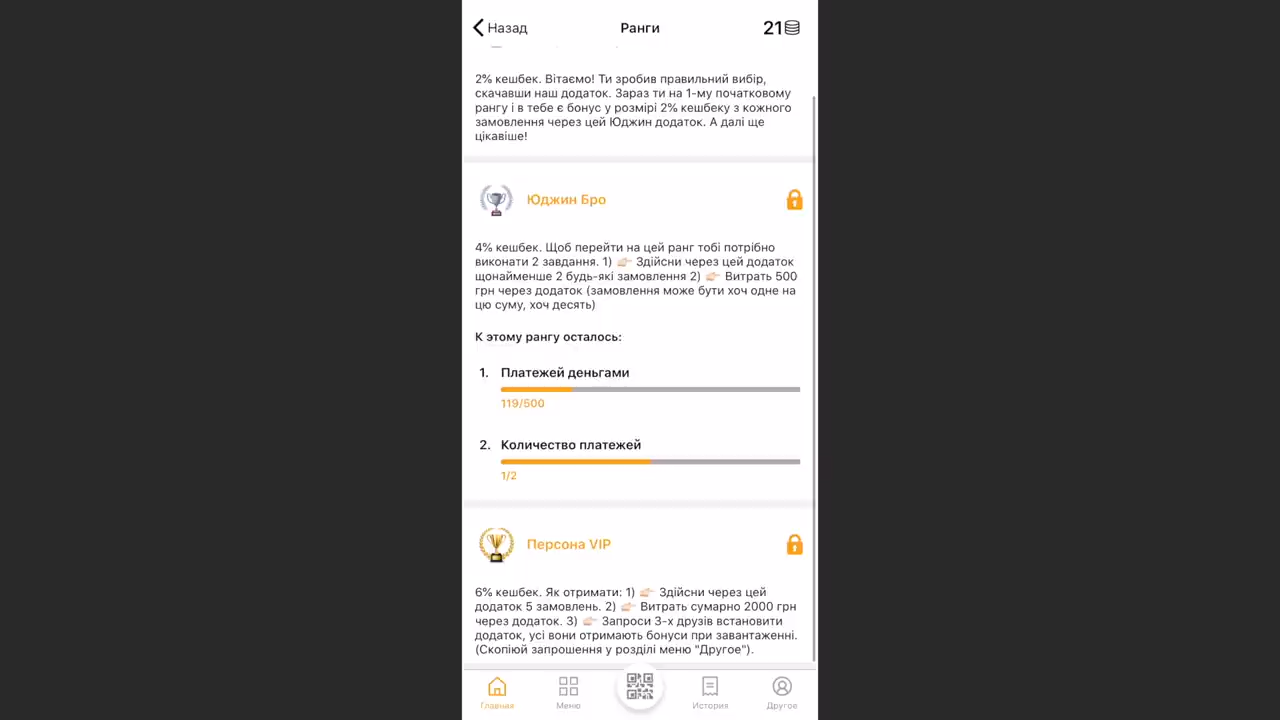 Назад
Ранги
21
2% кешбек. Вітаємо! Ти зробив правильний вибір,
скачавши наш додаток. Зараз ти на 1-му початковому
рангу і в тебе є бонус у розмірі 2% кешбеку з кожного
замовлення через цей Юджин додаток. А далі ще
цікавіше!
Юджин Бро
4% кешбек. Щоб перейти на цей ранг тобі потрібно
виконати 2 завдання. 1) 👉🏻 Здійсни через цей додаток
щонайменше 2 будь-які замовлення 2) 👉🏻 Витрать 500
грн через додаток (замовлення може бути хоч одне на
цю суму, хоч десять)
К этому рангу осталось:
1. Платежей деньгами
119/500
2. Количество платежей
1/2
Персона VIP
6% кешбек. Як отримати: 1) 👉🏻 Здійсни через цей
додаток 5 замовлень. 2) 👉🏻 Витрать сумарно 2000 грн
через додаток. 3) 👉🏻 Запроси 3-х друзів встановити
додаток, усі вони отримають бонуси при завантаженні.
(Скопіюй запрошення у розділі меню "Другое").
Главная
Меню
История
Другое